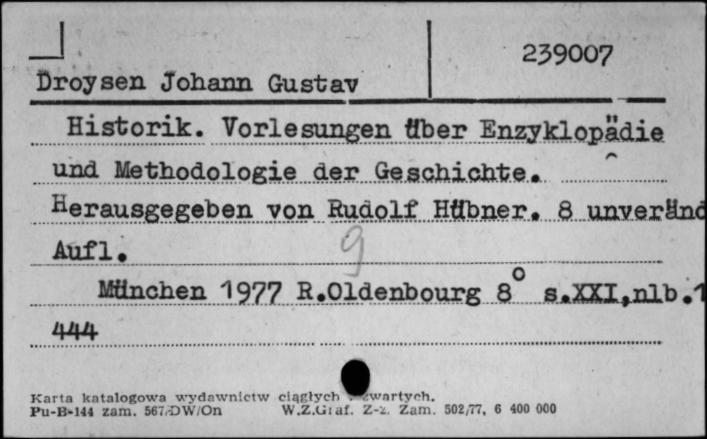 239007
Droysen Johann Gustav
Historik. Vorlesungen über Enzyklopädie
und Methodologie der Geschichte.
Herausgegeben von Rudolf Hübner. 8 unveränd
Aufl.
9
München 1977 R.Oldenbourg 8° s.XXI,nlb.1
444
Karta katalogowa wydawnictw ciągłych zwartych.
Pu-B-144 zam. 567/DW/On W.Z.Graf. Z-z. Zam. 502/77, 6 400 000